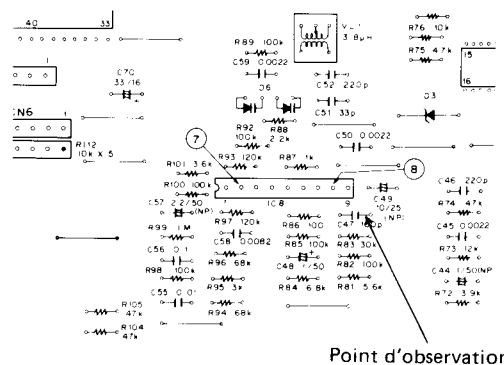 40 33
R89 100k
C59 0.0022
3.8μH
R76 10k
R75 4.7k
15
16
1
C70
33/16
+
D6
C52 220p
C51 33p
D3
CN6 1
R112
10k X 5
R92
100k
R88
2.2k
C50 0.0022
7
8
R101 3.6k
R93 120k
R87 1k
R100 100k
C57 2.2/50
(NP)
1 IC8 9
C49
10/25
(NP)
C46 220p
R74 47k
R99 1M
R97 120k
C58 0.0082
R86 100
C47 180p
C45 0.0022
C56 0.1
R85 100k
R83 30k
R73 12k
R98 100k
R96 68k
C48 1/50
+
R82 100k
C44 1/50(NP
C55 0.01
R95 3k
R84 6.8k
R81 5.6k
R72 3.9k
R105
47k
R94 68k
R104
47k
Point d'observation